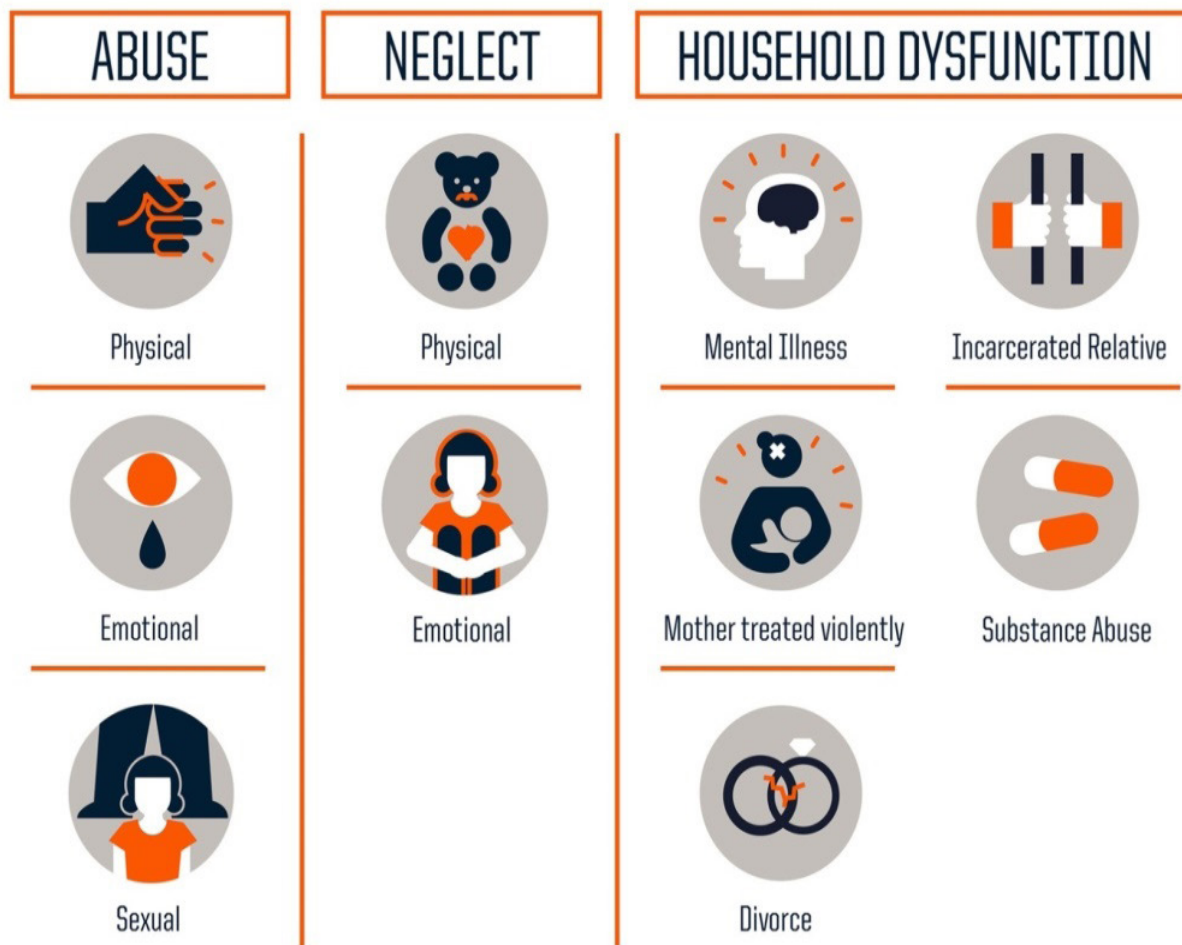 ABUSE
NEGLECT
HOUSEHOLD DYSFUNCTION
Physical
Physical
Mental Illness
Incarcerated Relative
Emotional
Emotional
Mother treated violently
Substance Abuse
Sexual
Divorce